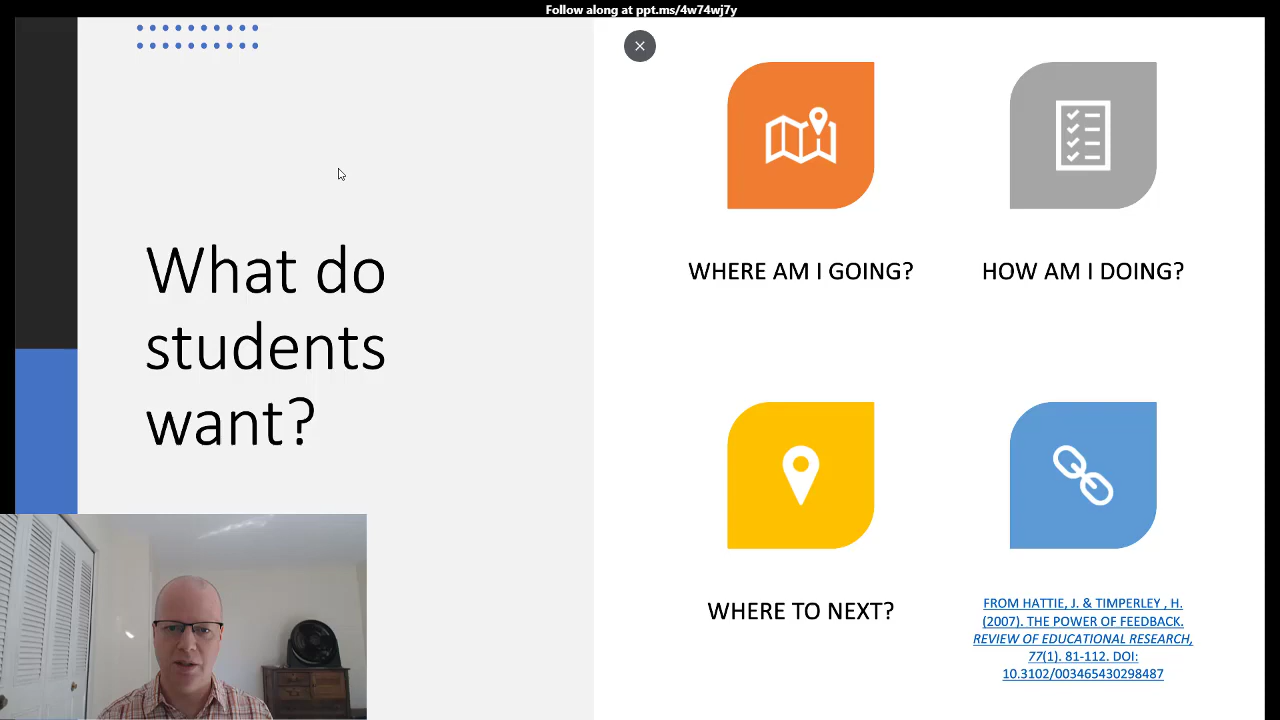 Follow along at ppt.ms/4w74wj7y
What do
students
want?
WHERE AM I GOING?
HOW AM I DOING?
WHERE TO NEXT?
FROM HATTIE, J. & TIMPERLEY , H.
(2007). THE POWER OF FEEDBACK.
REVIEW OF EDUCATIONAL RESEARCH,
77(1). 81-112. DOI:
10.3102/003465430298487